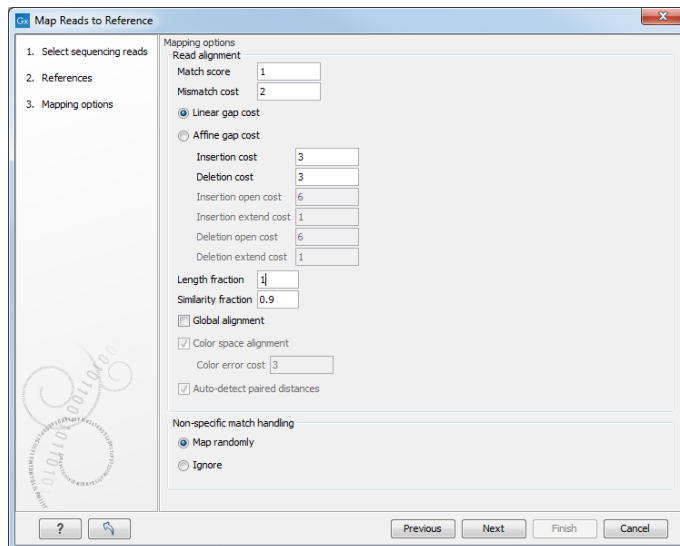 Gx Map Reads to Reference
1. Select sequencing reads
2. References
3. Mapping options
Mapping options
Read alignment
Match score 1
Mismatch cost 2
Linear gap cost
Affine gap cost
Insertion cost 3
Deletion cost 3
Insertion open cost 6
Insertion extend cost 1
Deletion open cost 6
Deletion extend cost 1
Length fraction 1
Similarity fraction 0.9
Global alignment
Color space alignment
Color error cost 3
Auto-detect paired distances
Non-specific match handling
Map randomly
Ignore
? Previous Next Finish Cancel